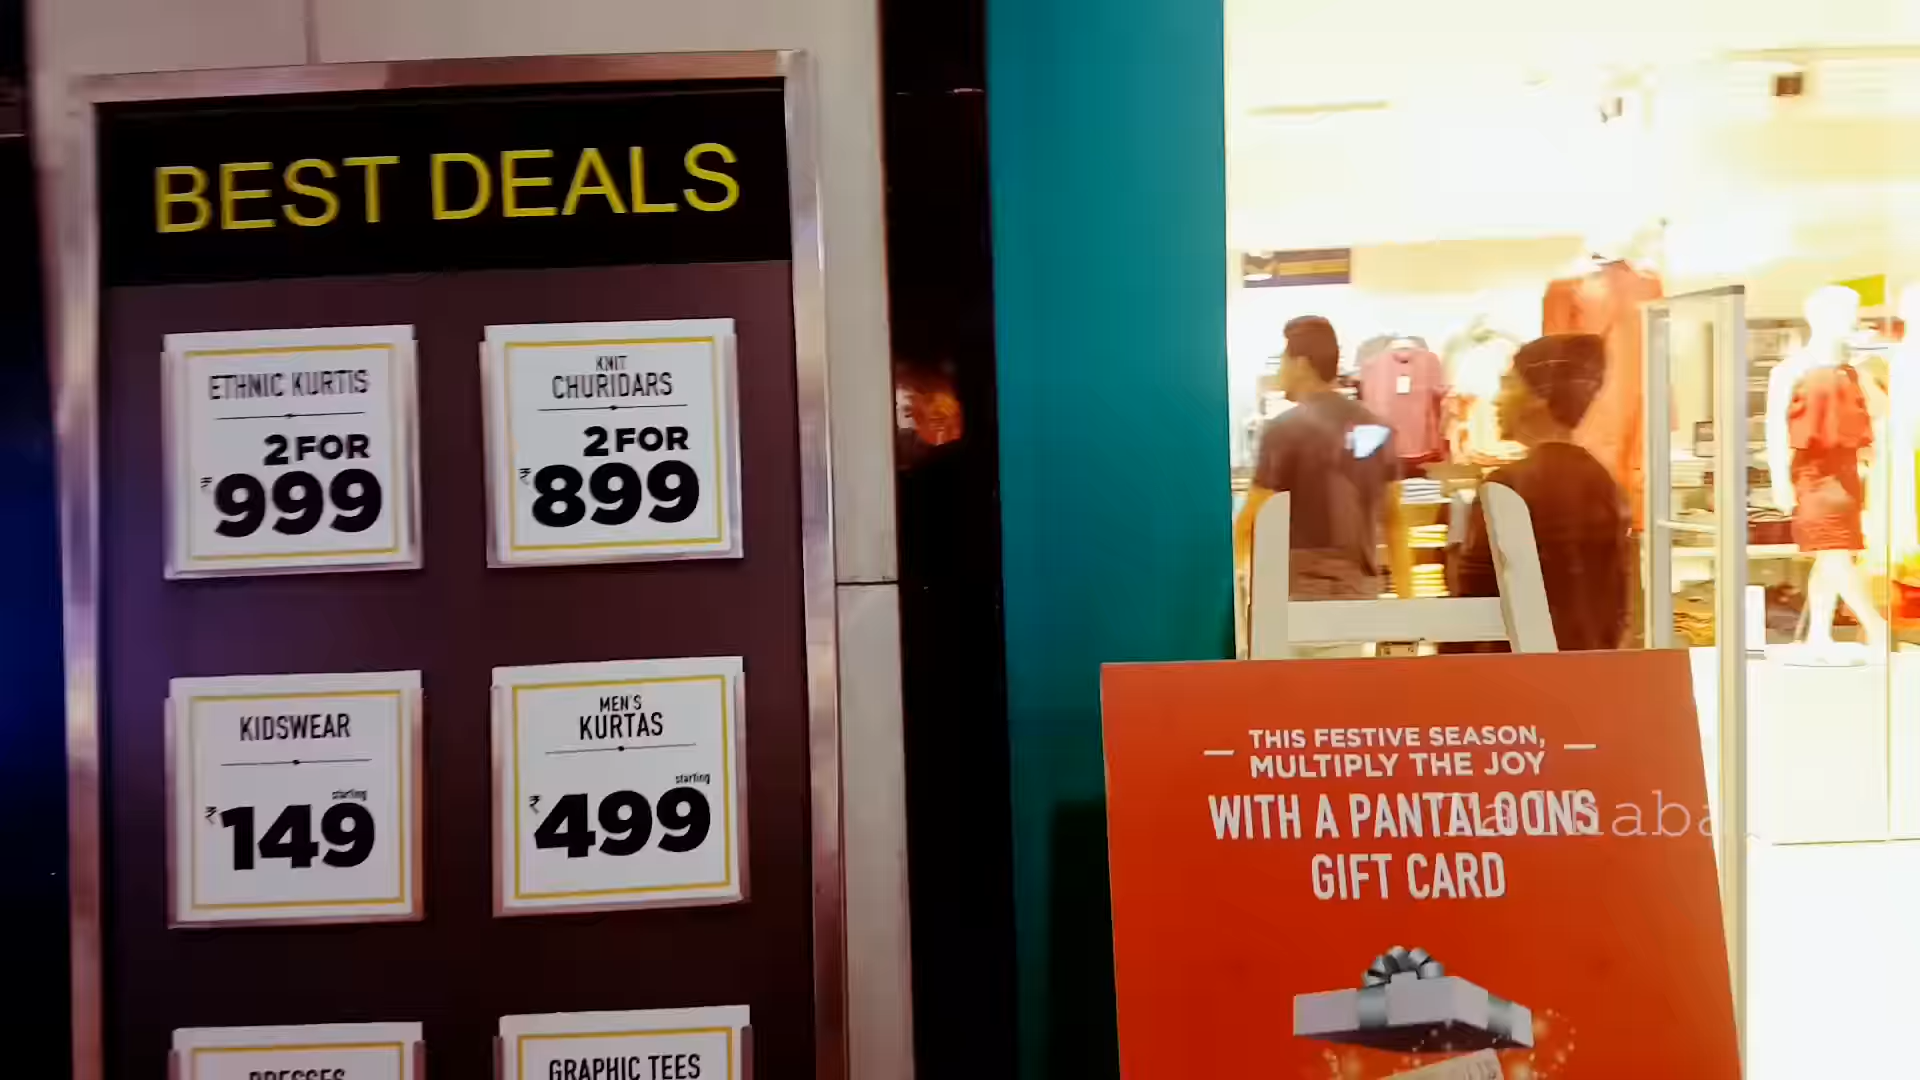 BEST DEALS
ETHNIC KURTIS
2 FOR
₹999
KNIT
CHURIDARS
2 FOR
₹899
KIDSWEAR
starting
₹149
MEN'S
KURTAS
starting
₹499
DRESSES
GRAPHIC TEES
THIS FESTIVE SEASON,
MULTIPLY THE JOY
WITH A PANTALOONS
GIFT CARD